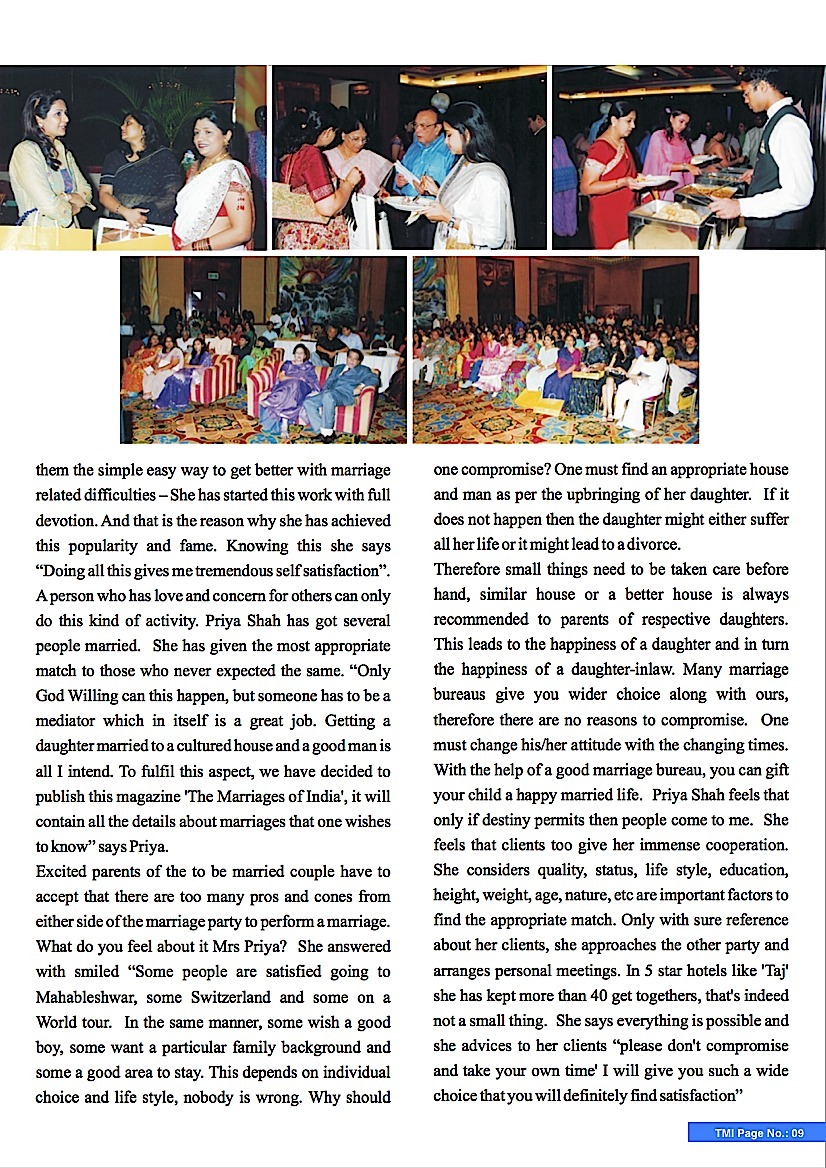 them the simple easy way to get better with marriage
related difficulties – She has started this work with full
devotion. And that is the reason why she has achieved
this popularity and fame. Knowing this she says
“Doing all this gives me tremendous self satisfaction”.
A person who has love and concern for others can only
do this kind of activity. Priya Shah has got several
people married. She has given the most appropriate
match to those who never expected the same. “Only
God Willing can this happen, but someone has to be a
mediator which in itself is a great job. Getting a
daughter married to a cultured house and a good man is
all I intend. To fulfil this aspect, we have decided to
publish this magazine 'The Marriages of India', it will
contain all the details about marriages that one wishes
to know” says Priya.
Excited parents of the to be married couple have to
accept that there are too many pros and cones from
either side of the marriage party to perform a marriage.
What do you feel about it Mrs Priya? She answered
with smiled “Some people are satisfied going to
Mahableshwar, some Switzerland and some on a
World tour. In the same manner, some wish a good
boy, some want a particular family background and
some a good area to stay. This depends on individual
choice and life style, nobody is wrong. Why should
one compromise? One must find an appropriate house
and man as per the upbringing of her daughter. If it
does not happen then the daughter might either suffer
all her life or it might lead to a divorce.
Therefore small things need to be taken care before
hand, similar house or a better house is always
recommended to parents of respective daughters.
This leads to the happiness of a daughter and in turn
the happiness of a daughter-inlaw. Many marriage
bureaus give you wider choice along with ours,
therefore there are no reasons to compromise. One
must change his/her attitude with the changing times.
With the help of a good marriage bureau, you can gift
your child a happy married life. Priya Shah feels that
only if destiny permits then people come to me. She
feels that clients too give her immense cooperation.
She considers quality, status, life style, education,
height, weight, age, nature, etc are important factors to
find the appropriate match. Only with sure reference
about her clients, she approaches the other party and
arranges personal meetings. In 5 star hotels like 'Taj'
she has kept more than 40 get togethers, that's indeed
not a small thing. She says everything is possible and
she advices to her clients “please don't compromise
and take your own time' I will give you such a wide
choice that you will definitely find satisfaction”
TMI Page No.: 09